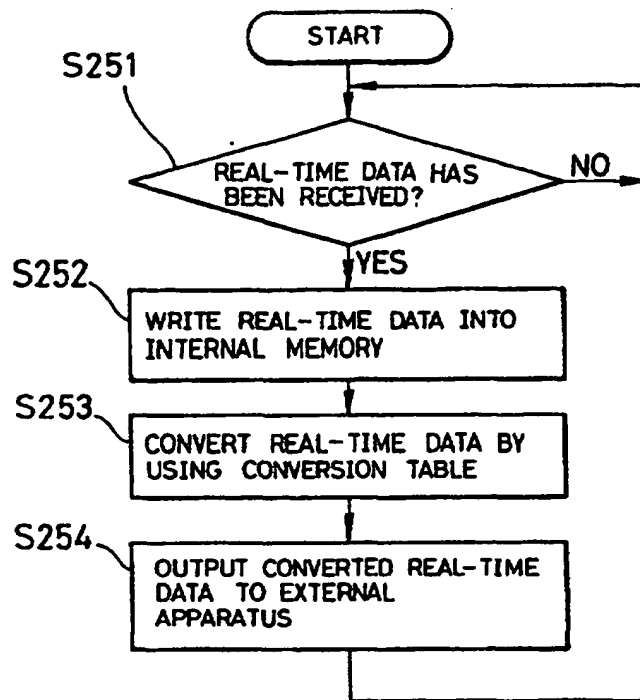 START
S251
REAL-TIME DATA HAS
BEEN RECEIVED?
NO
YES
S252
WRITE REAL-TIME DATA INTO
INTERNAL MEMORY
S253
CONVERT REAL-TIME DATA BY
USING CONVERSION TABLE
S254
OUTPUT CONVERTED REAL-TIME
DATA TO EXTERNAL
APPARATUS